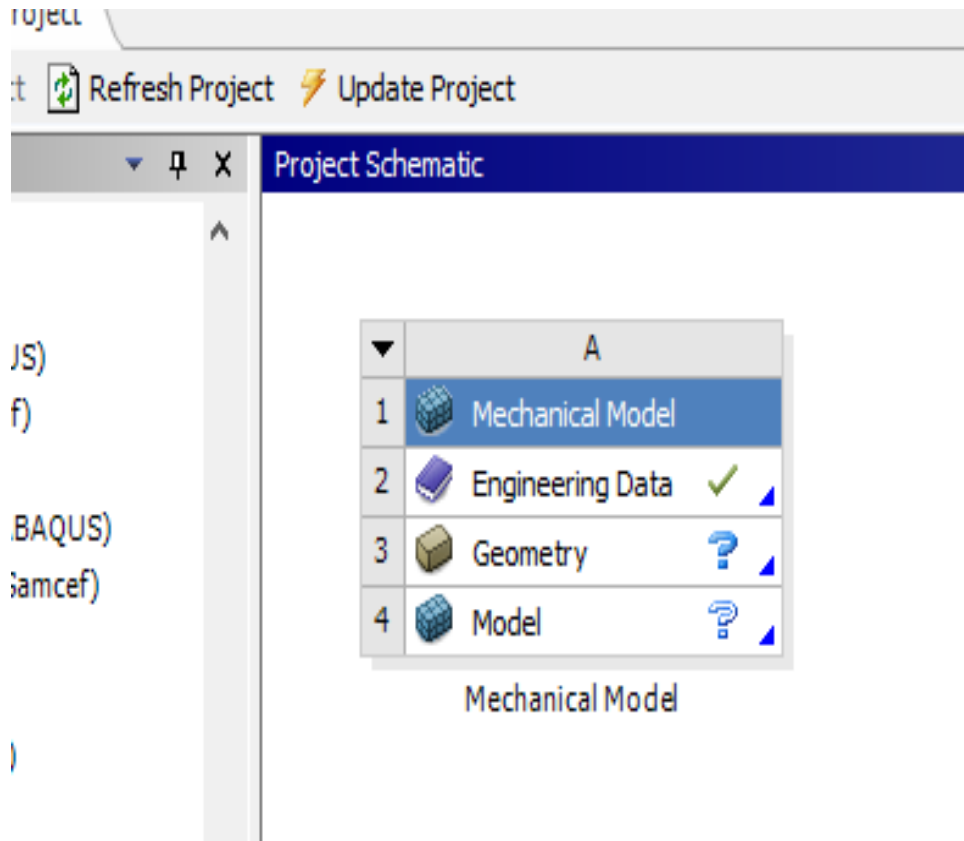 roject
ct Refresh Project Update Project
X Project Schematic
A
1 Mechanical Model
2 Engineering Data
3 Geometry ?
4 Model ?
Mechanical Model
US)
f)
BAQUS)
Samcef)
)